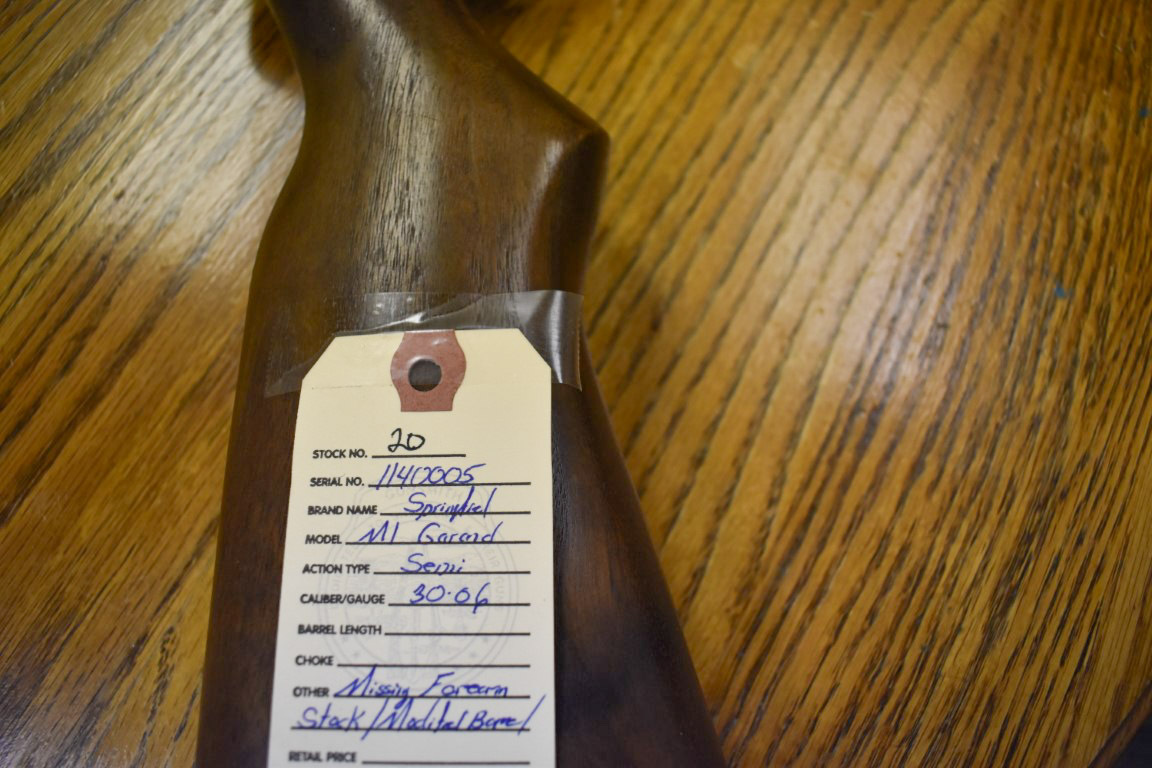 STOCK NO. 20
SERIAL NO. 1140005
BRAND NAME
MODEL M1 Garand
ACTION TYPE Semi
CALIBER/GAUGE 30-06
BARREL LENGTH
CHOKE
OTHER Missing Forearm
Stock/Modified Barrel
RETAIL PRICE